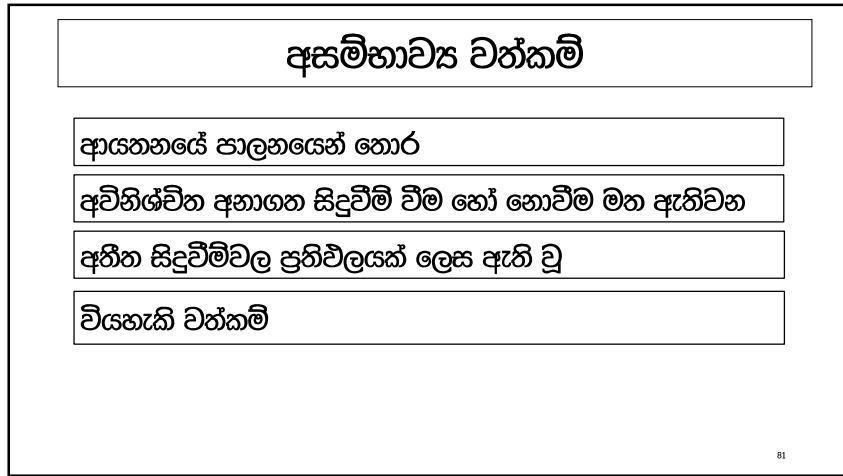 අසම්භාව්‍ය වත්කම්
ආයතනයේ පාලනයෙන් තොර
අවිනිශ්චිත අනාගත සිදුවීම් වීම හෝ නොවීම මත ඇතිවන
අතීත සිදුවීම්වල ප්‍රතිඵලයක් ලෙස ඇති වූ
වියහැකි වත්කම්
81